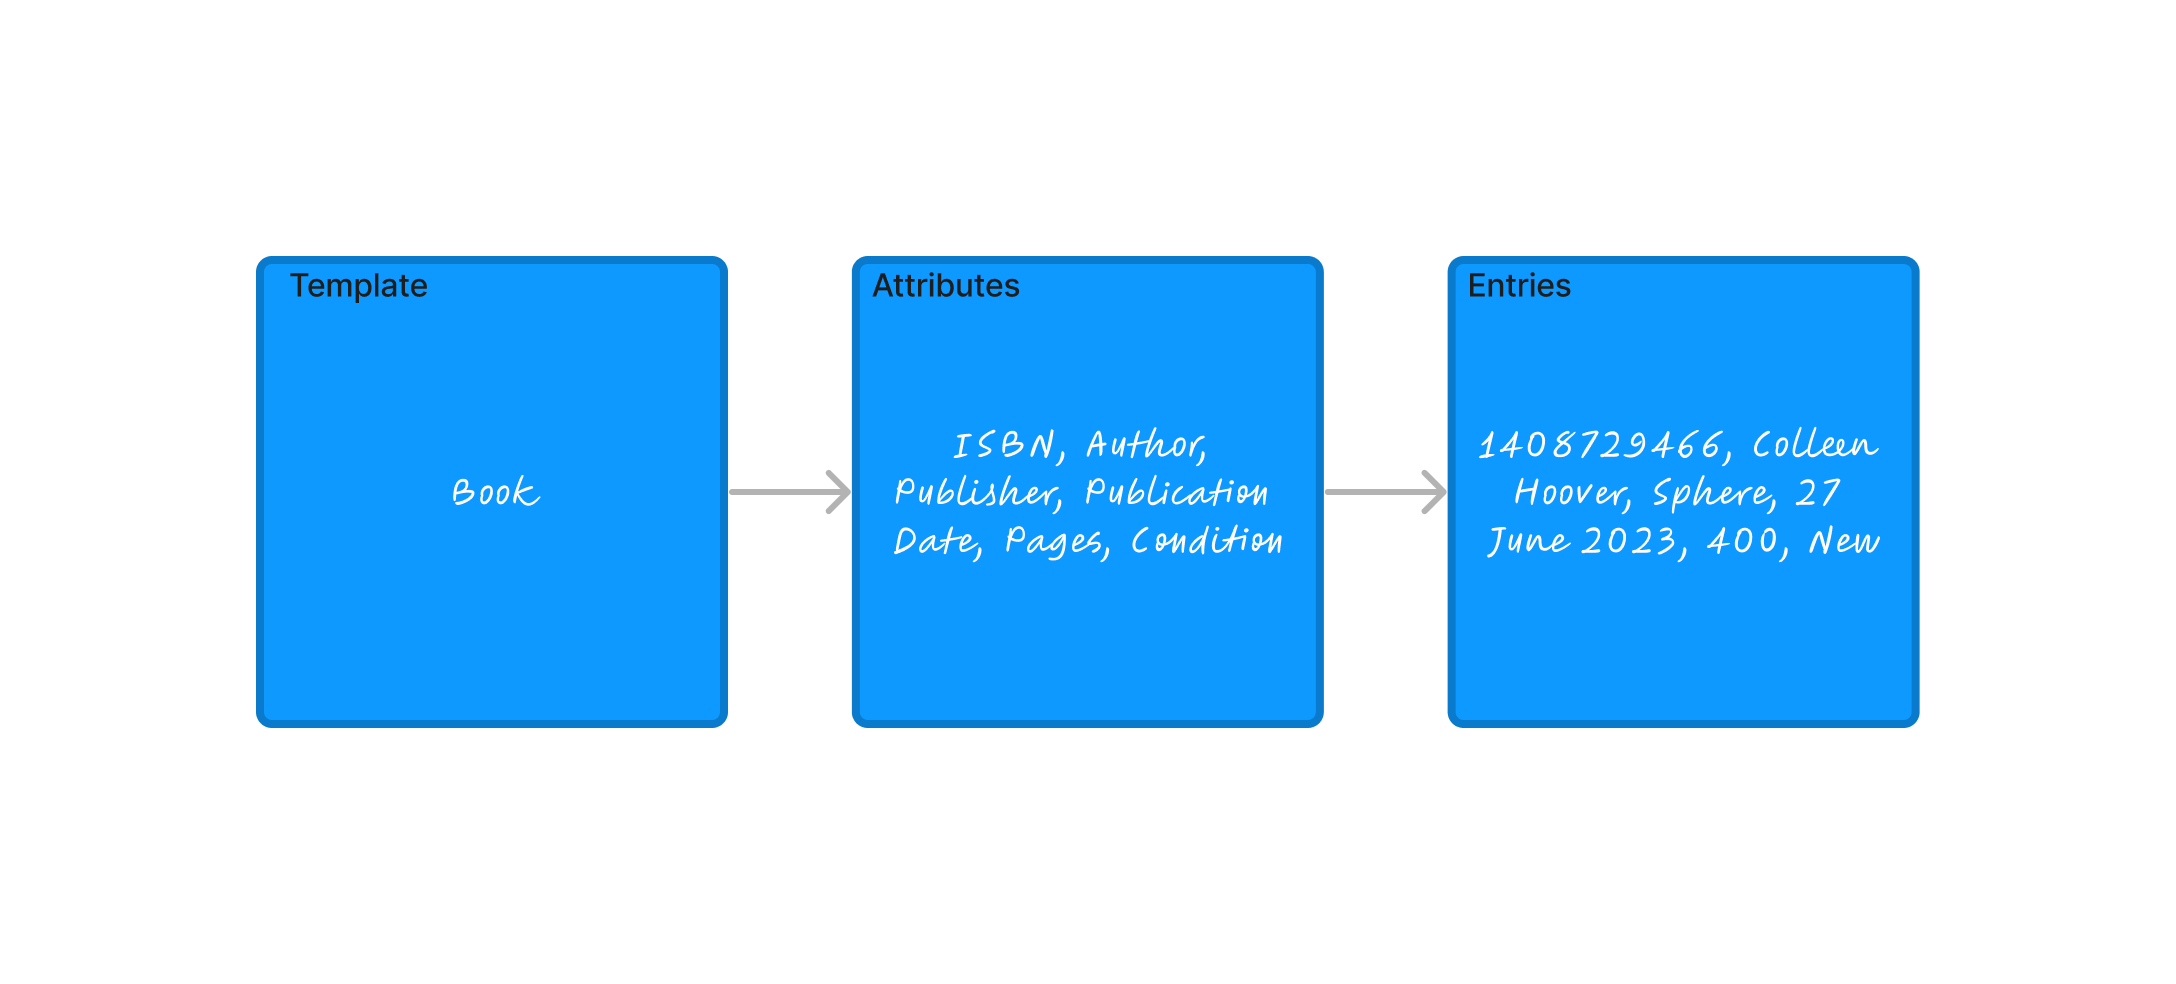 Template
Book
Attributes
ISBN, Author,
Publisher, Publication
Date, Pages, Condition
Entries
1408729466, Colleen
Hoover, Sphere, 27
June 2023, 400, New